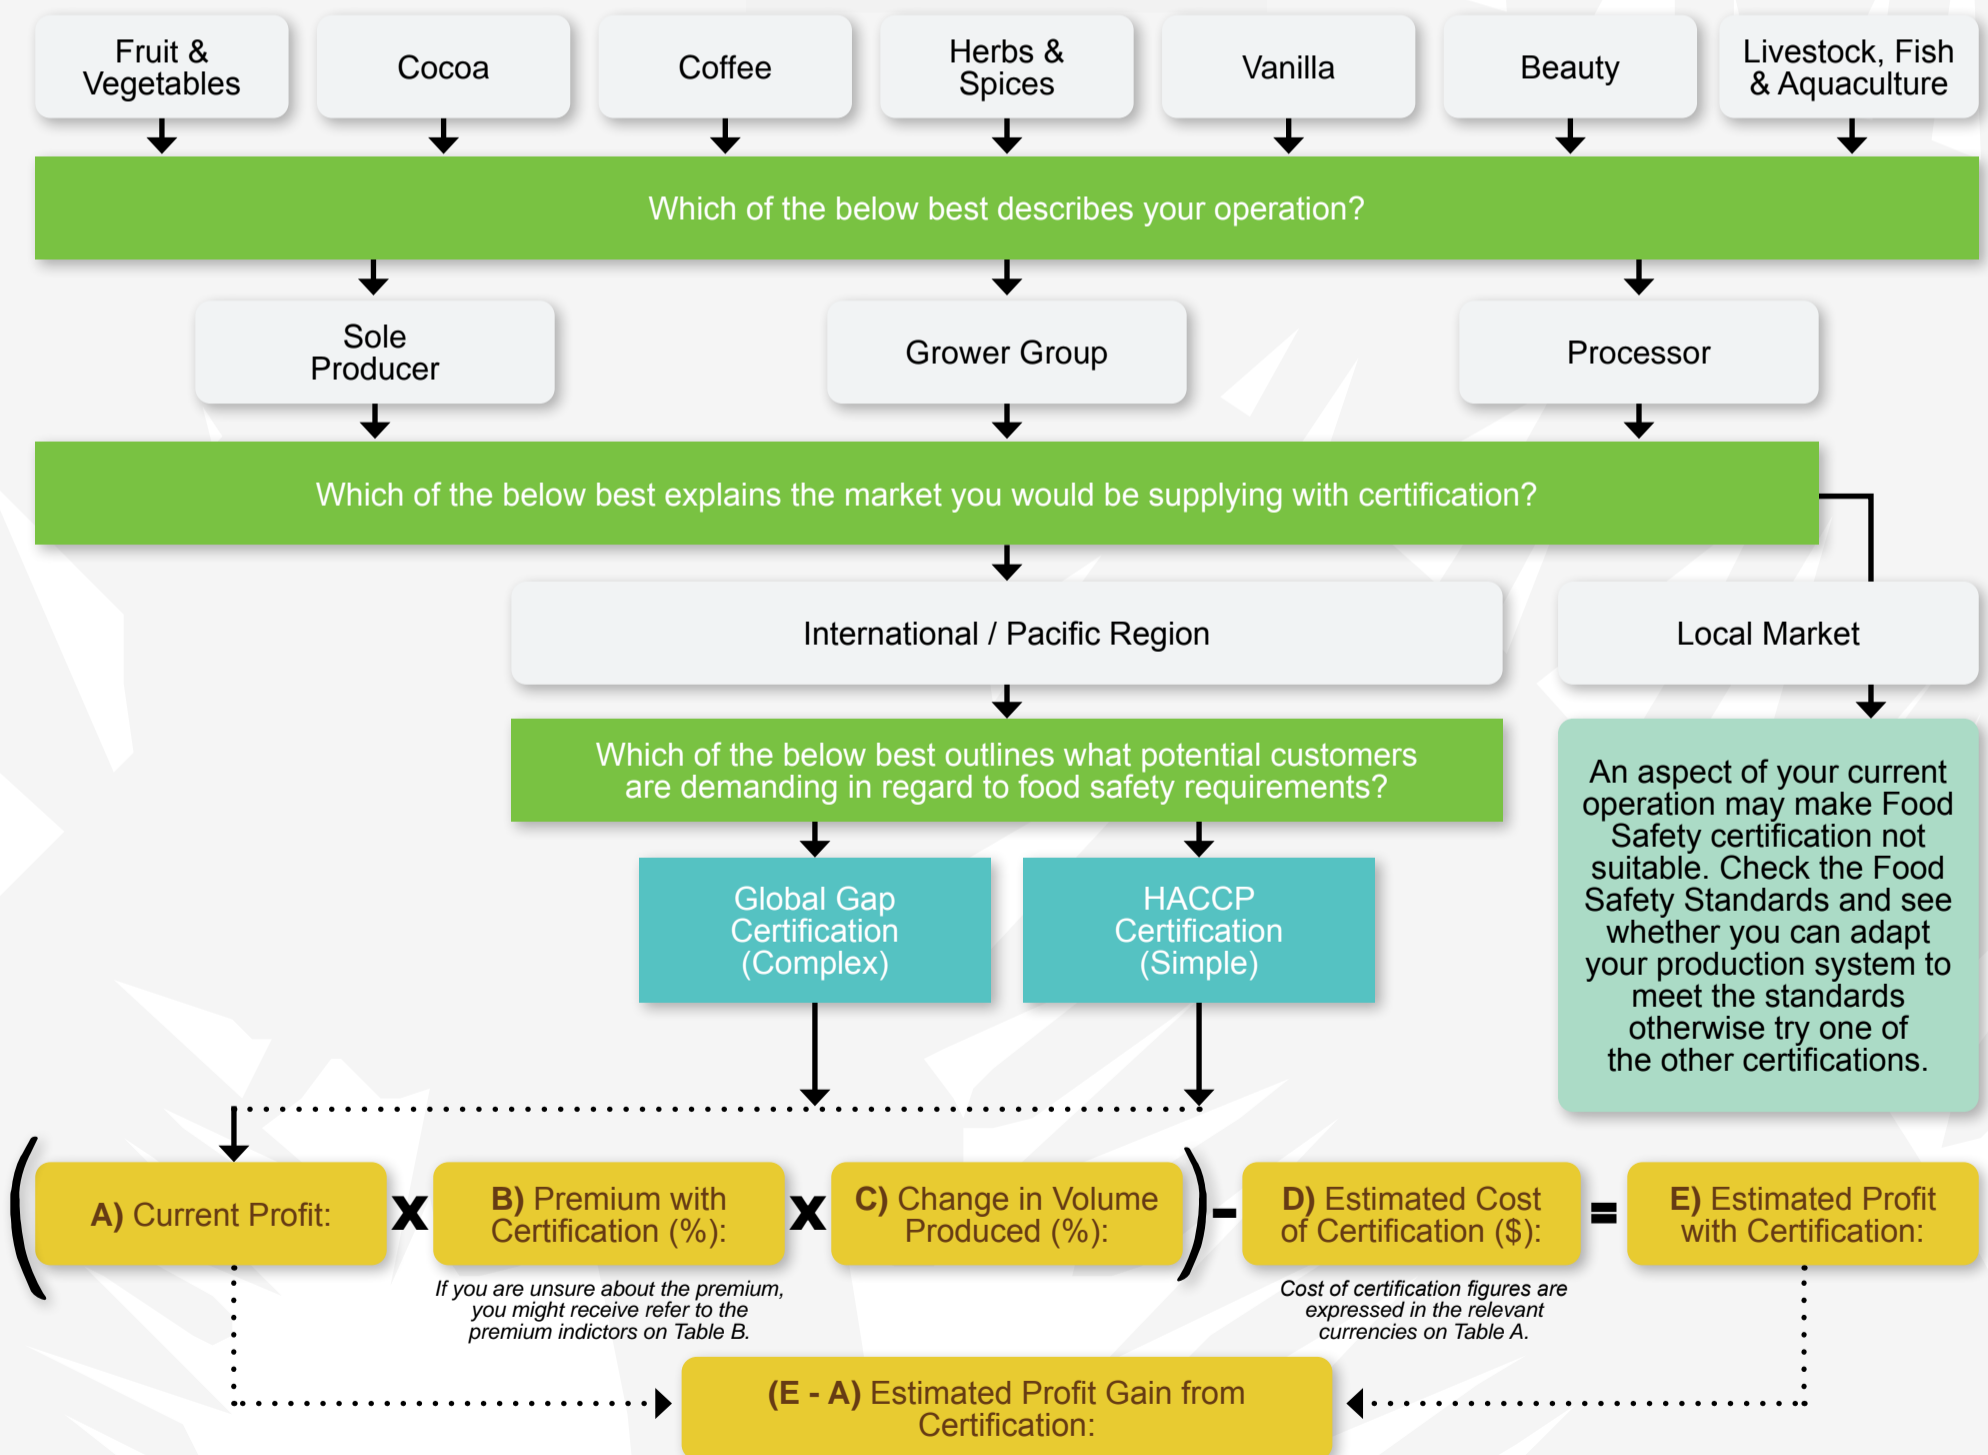 Fruit &
Vegetables
Cocoa
Coffee
Herbs &
Spices
Vanilla
Beauty
Livestock, Fish
& Aquaculture
Which of the below best describes your operation?
Sole
Producer
Grower Group
Processor
Which of the below best explains the market you would be supplying with certification?
International / Pacific Region
Local Market
Which of the below best outlines what potential customers
are demanding in regard to food safety requirements?
Global Gap
Certification
(Complex)
HACCP
Certification
(Simple)
An aspect of your current
operation may make Food
Safety certification not
suitable. Check the Food
Safety Standards and see
whether you can adapt
your production system to
meet the standards
otherwise try one of
the other certifications.
( A) Current Profit:
x
B) Premium with
Certification (%):
x
C) Change in Volume
Produced (%):
)
-
D) Estimated Cost
of Certification ($):
=
E) Estimated Profit
with Certification:
If you are unsure about the premium,
you might receive refer to the
premium indictors on Table B.
Cost of certification figures are
expressed in the relevant
currencies on Table A.
(E - A) Estimated Profit Gain from
Certification: